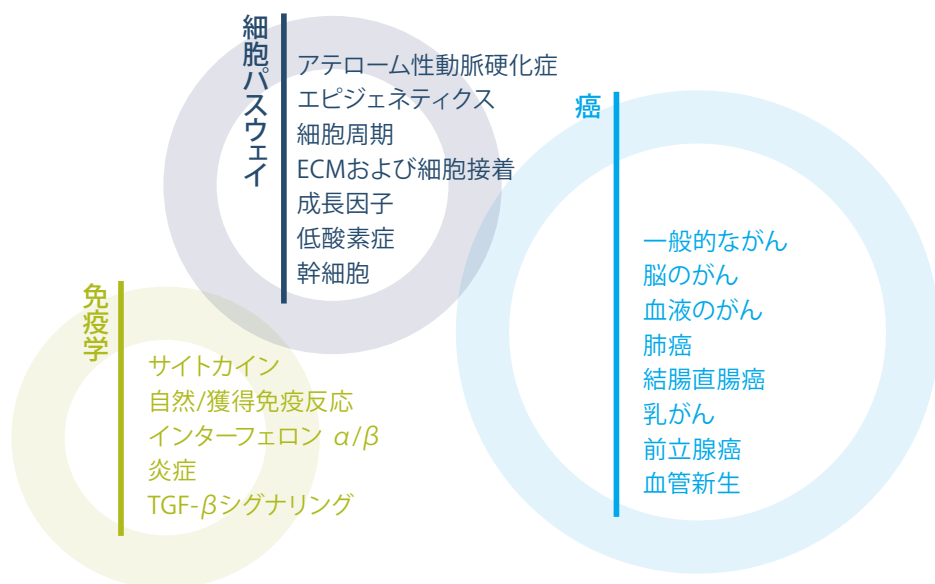 細胞パスウェイ
アテローム性動脈硬化症
エピジェネティクス
細胞周期
ECMおよび細胞接着
成長因子
低酸素症
幹細胞
癌
一般的ながん
脳のがん
血液のがん
肺癌
結腸直腸癌
乳がん
前立腺癌
血管新生
免疫学
サイトカイン
自然/獲得免疫反応
インターフェロン α/β
炎症
TGF-βシグナリング